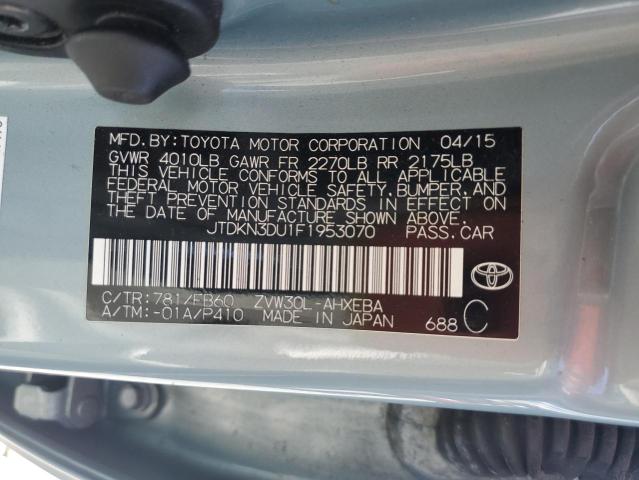 MFD.BY:TOYOTA MOTOR CORPORATION 04/15
GVWR 4010LB GAWR FR 2270LB RR 2175LB
THIS VEHICLE CONFORMS TO ALL APPLICABLE
FEDERAL MOTOR VEHICLE SAFETY,BUMPER,AND
THEFT PREVENTION STANDARDS IN EFFECT ON
THE DATE OF MANUFACTURE SHOWN ABOVE.
JTDKN3DU1F1953070 PASS.CAR
C/TR:781/FB60 ZVW30L-AHXEBA
A/TM:-01A/P410 MADE IN JAPAN 688 C